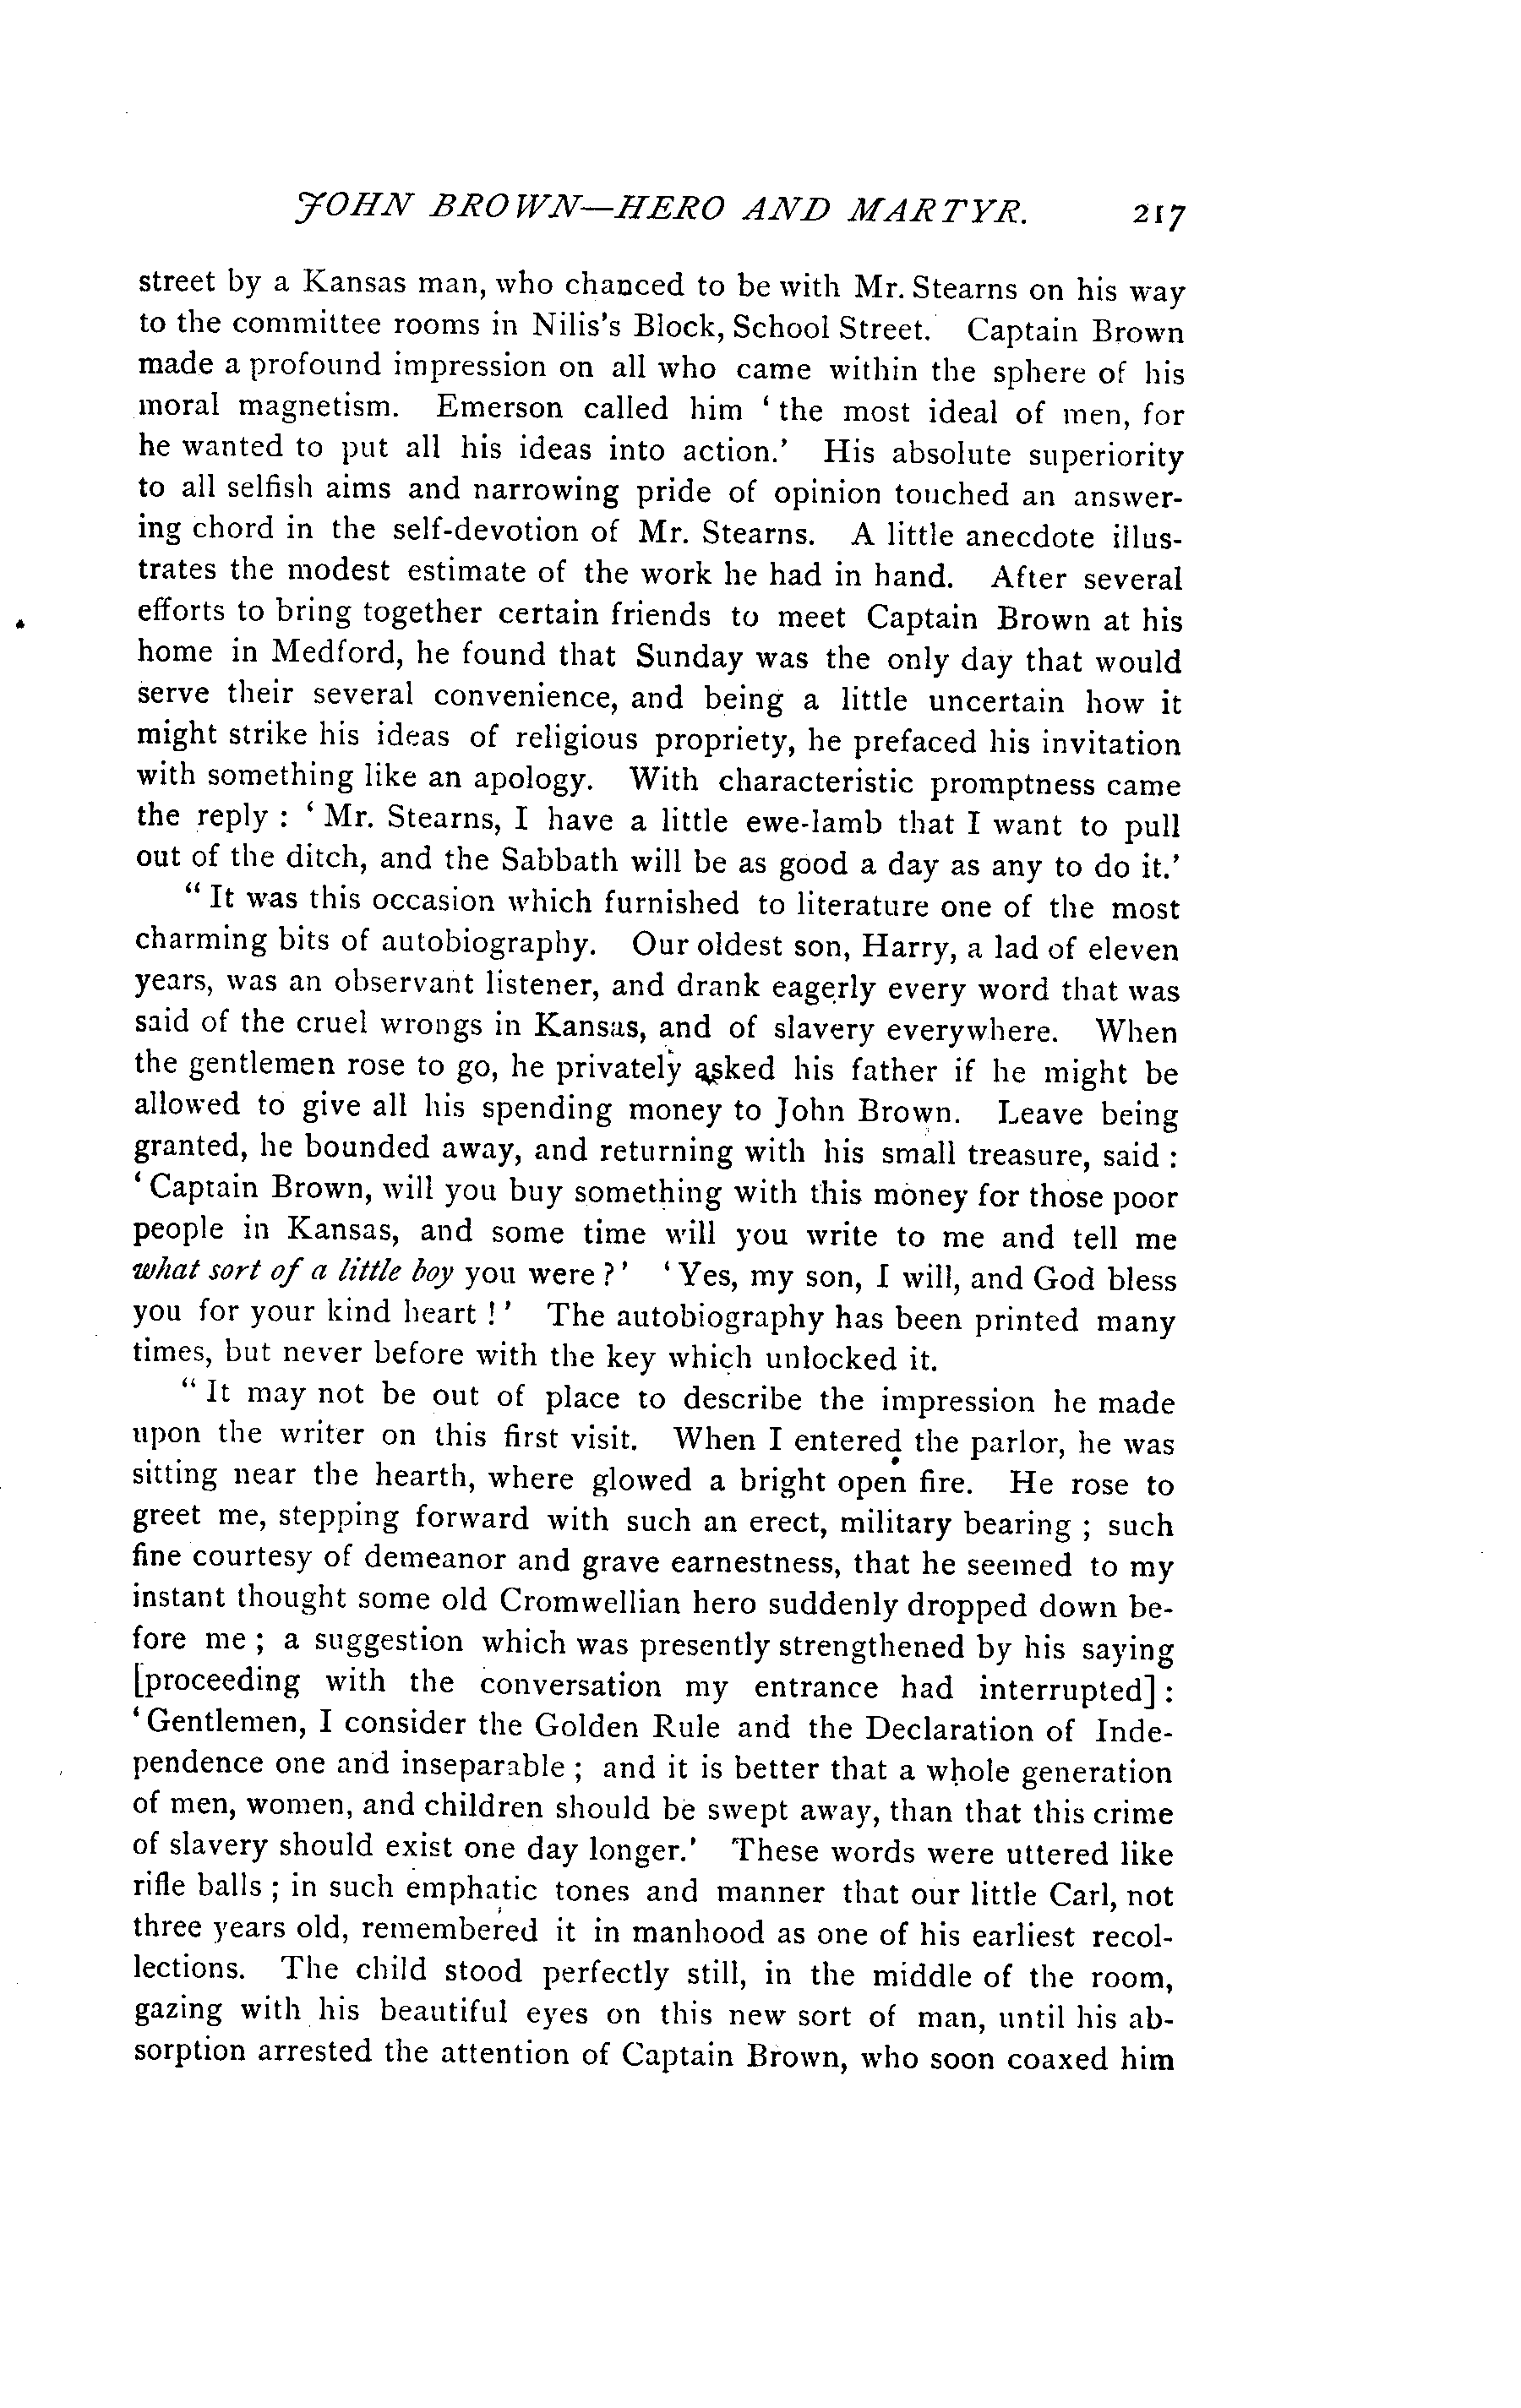 JOHN BROWN—HERO AND MARTYR. 217
street by a Kansas man, who chanced to be with Mr. Stearns on his way
to the committee rooms in Nilis's Block, School Street. Captain Brown
made a profound impression on all who came within the sphere of his
moral magnetism. Emerson called him ‘the most ideal of men, for
he wanted to put all his ideas into action.’ His absolute superiority
to all selfish aims and narrowing pride of opinion touched an answer-
ing chord in the self-devotion of Mr. Stearns. A little anecdote illus-
trates the modest estimate of the work he had in hand. After several
efforts to bring together certain friends to meet Captain Brown at his
home in Medford, he found that Sunday was the only day that would
serve their several convenience, and being a little uncertain how it
might strike his ideas of religious propriety, he prefaced his invitation
with something like an apology. With characteristic promptness came
the reply : ‘Mr. Stearns, I have a little ewe-lamb that I want to pull
out of the ditch, and the Sabbath will be as good a day as any to do it.’
“It was this occasion which furnished to literature one of the most
charming bits of autobiography. Our oldest son, Harry, a lad of eleven
years, was an observant listener, and drank eagerly every word that was
said of the cruel wrongs in Kansas, and of slavery everywhere. When
the gentlemen rose to go, he privately asked his father if he might be
allowed to give all his spending money to John Brown. Leave being
granted, he bounded away, and returning with his small treasure, said :
‘Captain Brown, will you buy something with this money for those poor
people in Kansas, and some time will you write to me and tell me
what sort of a little boy you were ?’ ‘Yes, my son, I will, and God bless
you for your kind heart !’ The autobiography has been printed many
times, but never before with the key which unlocked it.
“It may not be out of place to describe the impression he made
upon the writer on this first visit. When I entered the parlor, he was
sitting near the hearth, where glowed a bright open fire. He rose to
greet me, stepping forward with such an erect, military bearing ; such
fine courtesy of demeanor and grave earnestness, that he seemed to my
instant thought some old Cromwellian hero suddenly dropped down be-
fore me ; a suggestion which was presently strengthened by his saying
[proceeding with the conversation my entrance had interrupted] :
‘Gentlemen, I consider the Golden Rule and the Declaration of Inde-
pendence one and inseparable ; and it is better that a whole generation
of men, women, and children should be swept away, than that this crime
of slavery should exist one day longer.’ These words were uttered like
rifle balls ; in such emphatic tones and manner that our little Carl, not
three years old, remembered it in manhood as one of his earliest recol-
lections. The child stood perfectly still, in the middle of the room,
gazing with his beautiful eyes on this new sort of man, until his ab-
sorption arrested the attention of Captain Brown, who soon coaxed him